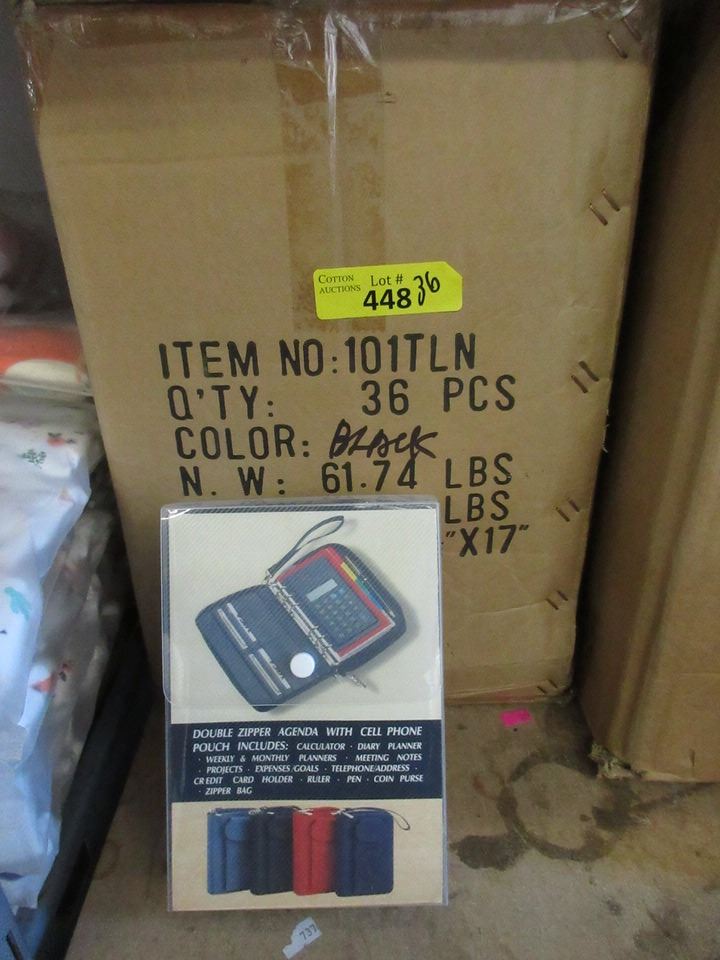 COTTON
AUCTIONS
Lot #
448 36
ITEM NO:101TLN
Q'TY: 36 PCS
COLOR: BLACK
N. W: 61.74 LBS
LBS
"X17"
DOUBLE ZIPPER AGENDA WITH CELL PHONE
POUCH INCLUDES: CALCULATOR · DIARY PLANNER
· WEEKLY & MONTHLY PLANNERS · MEETING NOTES
· PROJECTS · EXPENSES/GOALS · TELEPHONE/ADDRESS ·
CREDIT CARD HOLDER · RULER · PEN · COIN PURSE
· ZIPPER BAG
737